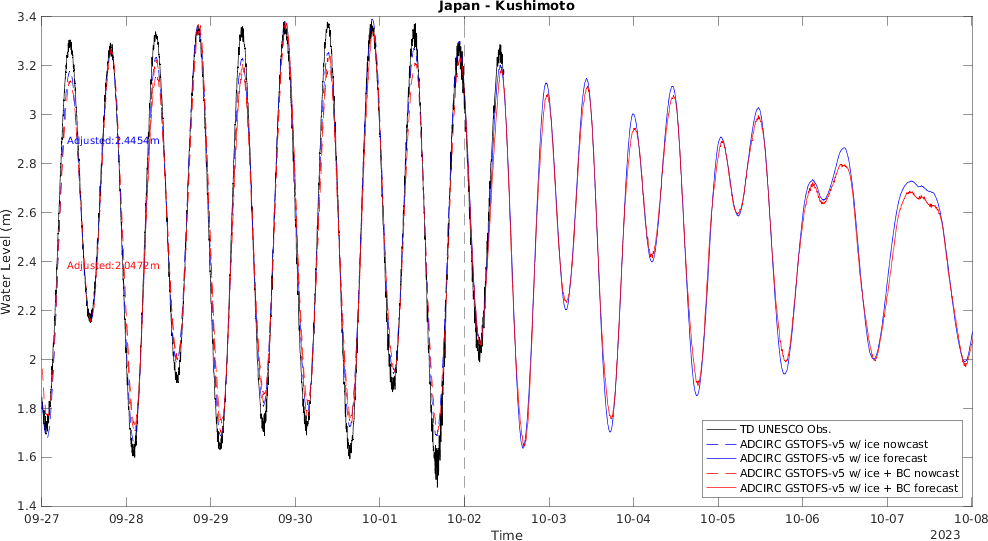 Japan - Kushimoto
3.4
3.2
3
2.8
2.6
2.4
2.2
2
1.8
1.6
1.4
Water Level (m)
Adjusted:2.4454m
Adjusted:2.0472m
TD UNESCO Obs.
ADCIRC GSTOFS-v5 w/ ice nowcast
ADCIRC GSTOFS-v5 w/ ice forecast
ADCIRC GSTOFS-v5 w/ ice + BC nowcast
ADCIRC GSTOFS-v5 w/ ice + BC forecast
09-27 09-28 09-29 09-30 10-01 10-02 10-03 10-04 10-05 10-06 10-07 10-08
Time
2023